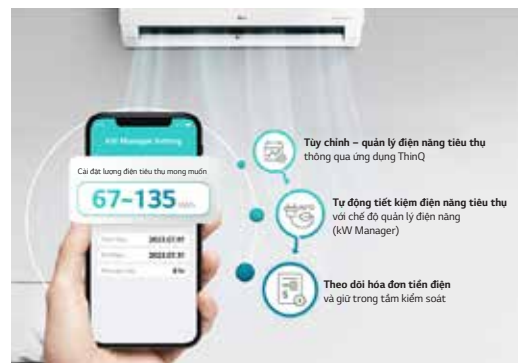 kW Manager Setting
Cài đặt lượng điện tiêu thụ mong muốn
67~135 kWh
2023.07.01
2023.07.31
Tùy chỉnh – quản lý điện năng tiêu thụ
thông qua ứng dụng ThinQ
Tự động tiết kiệm điện năng tiêu thụ
với chế độ quản lý điện năng
(kW Manager)
Theo dõi hóa đơn tiền điện
và giữ trong tầm kiểm soát